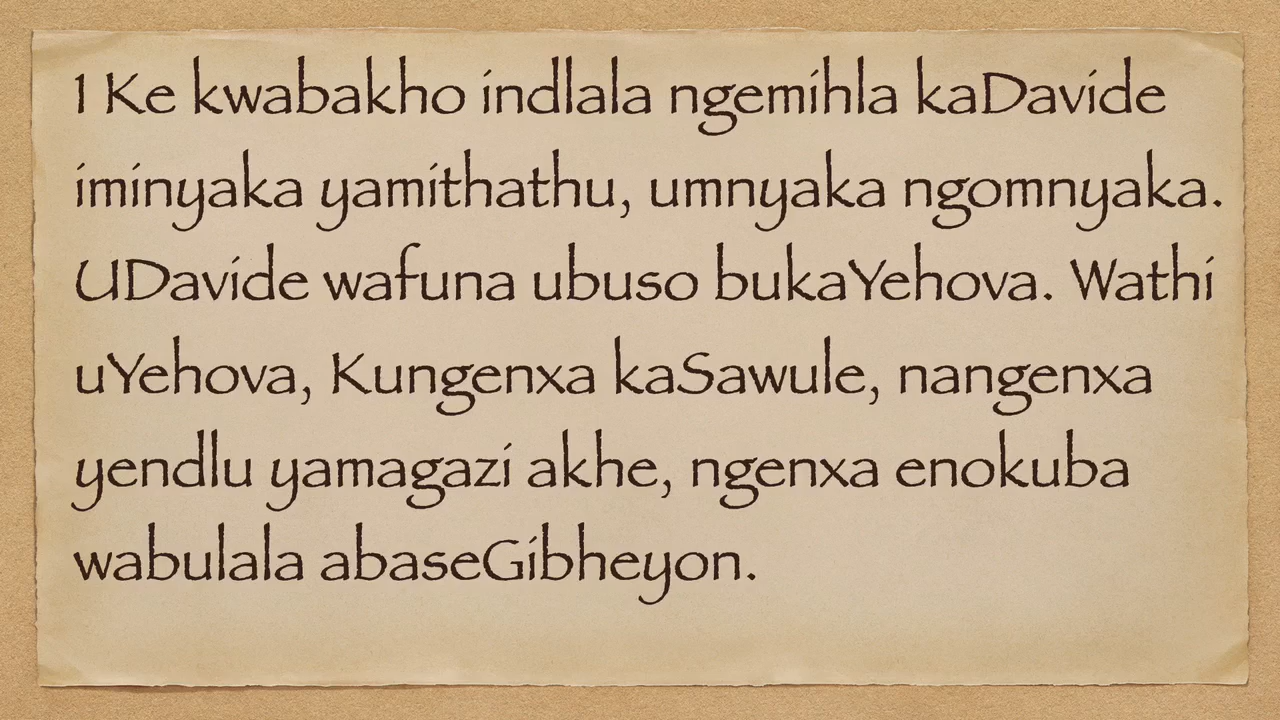 1 Ke kwabakho indlala ngemihla kaDavide
iminyaka yamithathu, umnyaka ngomnyaka.
UDavide wafuna ubuso bukaYehova. Wathi
uYehova, Kungenxa kaSawule, nangenxa
yendlu yamagazi akhe, ngenxa enokuba
wabulala abaseGibheyon.